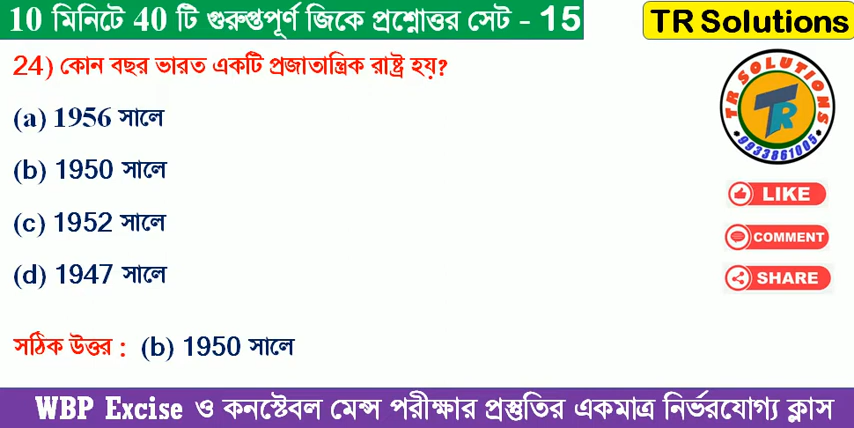 10 মিনিটে 40 টি গুরুত্বপূর্ণ জিকে প্রশ্নোত্তর সেট - 15
TR Solutions
24) কোন বছর ভারত একটি প্রজাতান্ত্রিক রাষ্ট্র হয়?
(a) 1956 সালে
(b) 1950 সালে
(c) 1952 সালে
(d) 1947 সালে
সঠিক উত্তর : (b) 1950 সালে
TR SOLUTIONS
TR
9933861005
LIKE
COMMENT
SHARE
WBP Excise ও কনস্টেবল মেন্স পরীক্ষার প্রস্তুতির একমাত্র নির্ভরযোগ্য ক্লাস